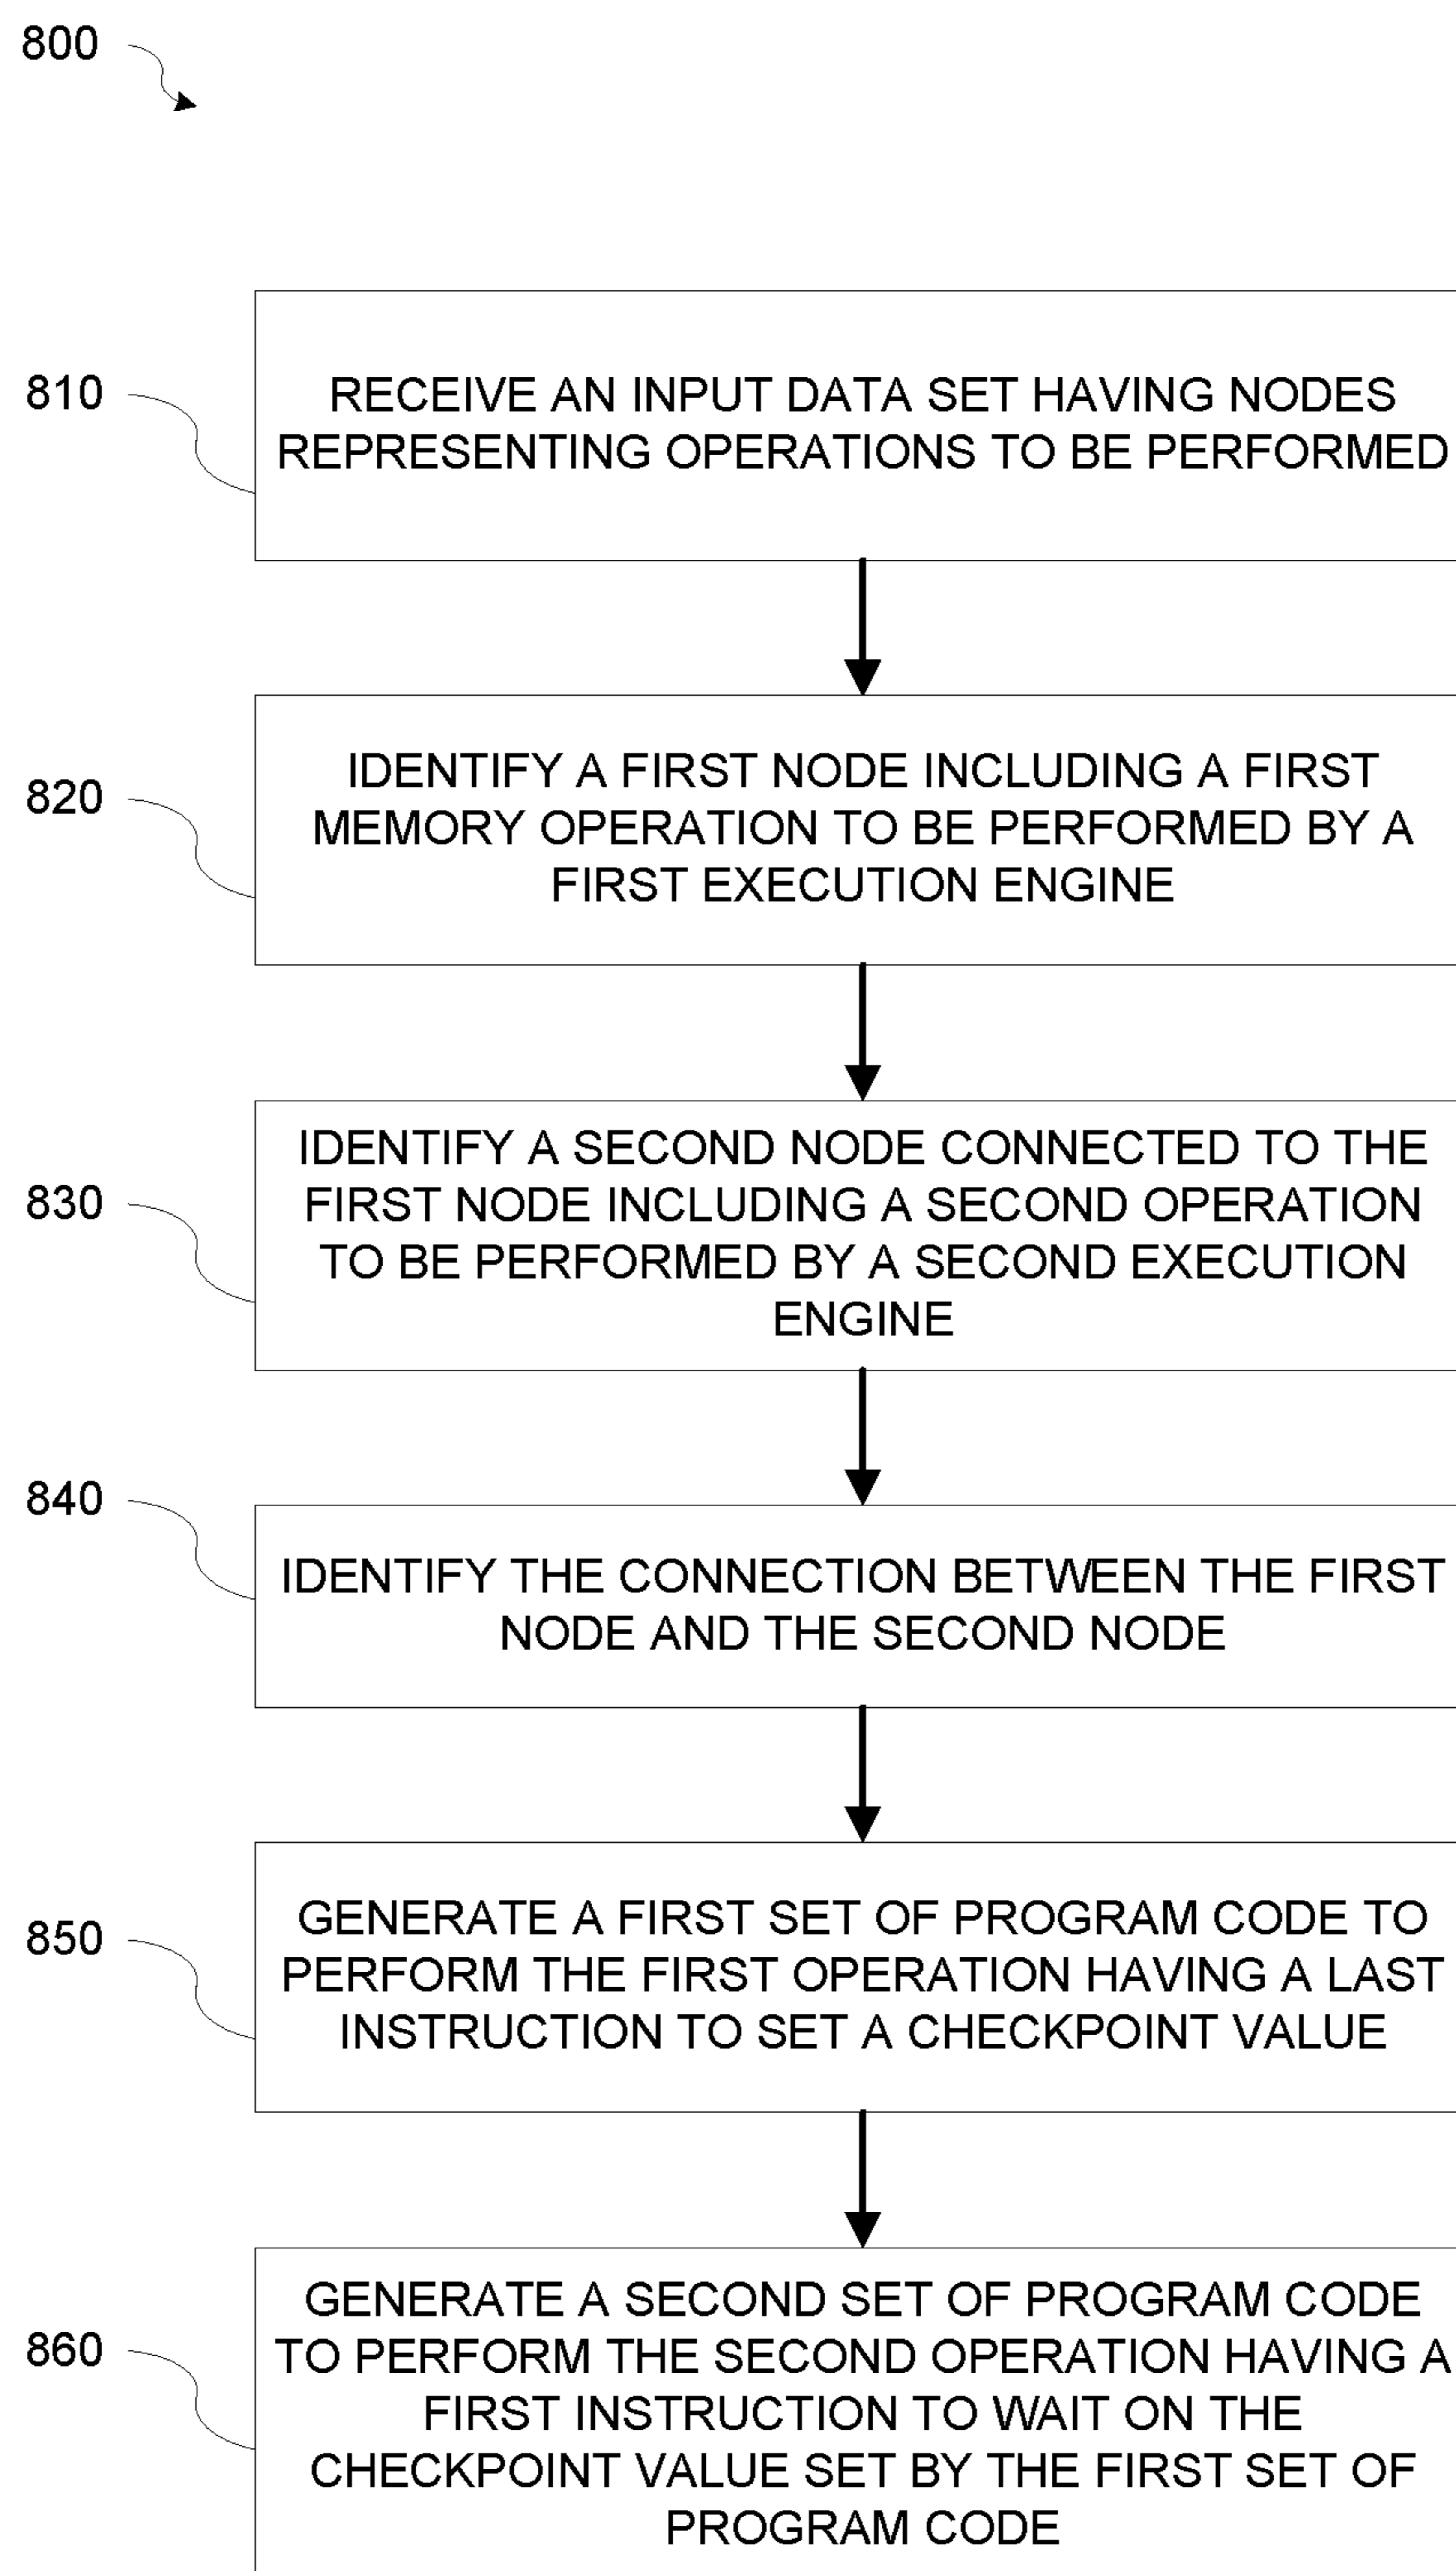 800
810
RECEIVE AN INPUT DATA SET HAVING NODES
REPRESENTING OPERATIONS TO BE PERFORMED
820
IDENTIFY A FIRST NODE INCLUDING A FIRST
MEMORY OPERATION TO BE PERFORMED BY A
FIRST EXECUTION ENGINE
830
IDENTIFY A SECOND NODE CONNECTED TO THE
FIRST NODE INCLUDING A SECOND OPERATION
TO BE PERFORMED BY A SECOND EXECUTION
ENGINE
840
IDENTIFY THE CONNECTION BETWEEN THE FIRST
NODE AND THE SECOND NODE
850
GENERATE A FIRST SET OF PROGRAM CODE TO
PERFORM THE FIRST OPERATION HAVING A LAST
INSTRUCTION TO SET A CHECKPOINT VALUE
860
GENERATE A SECOND SET OF PROGRAM CODE
TO PERFORM THE SECOND OPERATION HAVING A
FIRST INSTRUCTION TO WAIT ON THE
CHECKPOINT VALUE SET BY THE FIRST SET OF
PROGRAM CODE